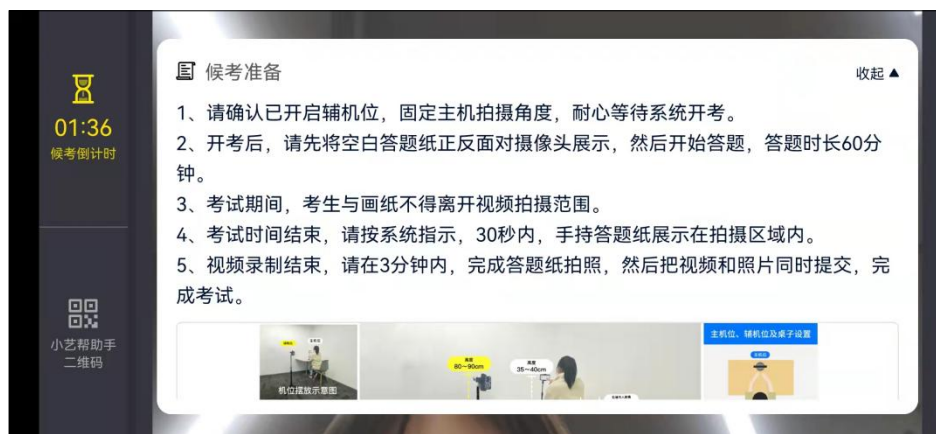 01:36
候考倒计时
小艺帮助手
二维码
候考准备
收起▲
1、请确认已开启辅机位，固定主机拍摄角度，耐心等待系统开考。
2、开考后，请先将空白答题纸正反面对摄像头展示，然后开始答题，答题时长60分
钟。
3、考试期间，考生与画纸不得离开视频拍摄范围。
4、考试时间结束，请按系统指示，30秒内，手持答题纸展示在拍摄区域内。
5、视频录制结束，请在3分钟内，完成答题纸拍照，然后把视频和照片同时提交，完
成考试。
机位摆放示意图
高度
80~90cm
高度
35~40cm
主机位、辅机位及桌子设置